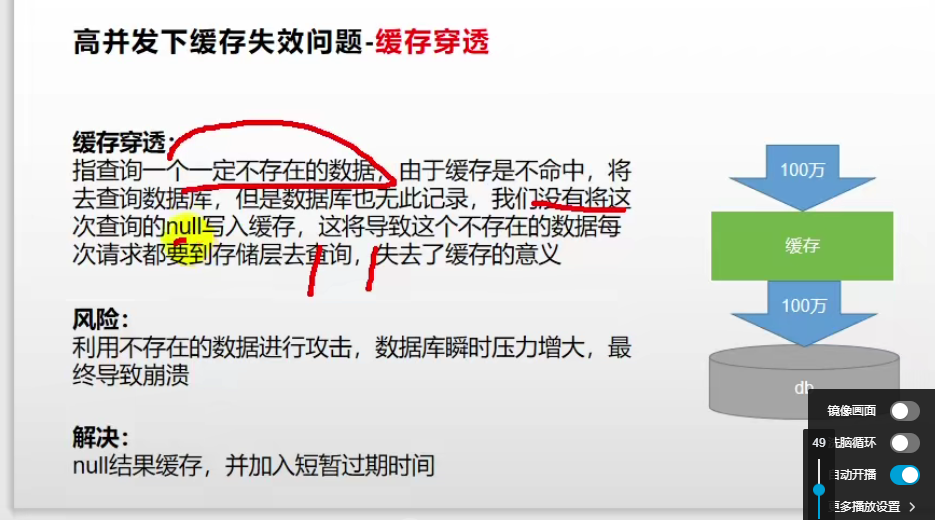 高并发下缓存失效问题-缓存穿透
缓存穿透：
指查询一个一定不存在的数据，由于缓存是不命中，将
去查询数据库，但是数据库也无此记录，我们没有将这
次查询的null写入缓存，这将导致这个不存在的数据每
次请求都要到存储层去查询，失去了缓存的意义
风险：
利用不存在的数据进行攻击，数据库瞬时压力增大，最
终导致崩溃
解决：
null结果缓存，并加入短暂过期时间
100万
缓存
100万
db
镜像画面
49
洗脑循环
自动开播
更多播放设置 >